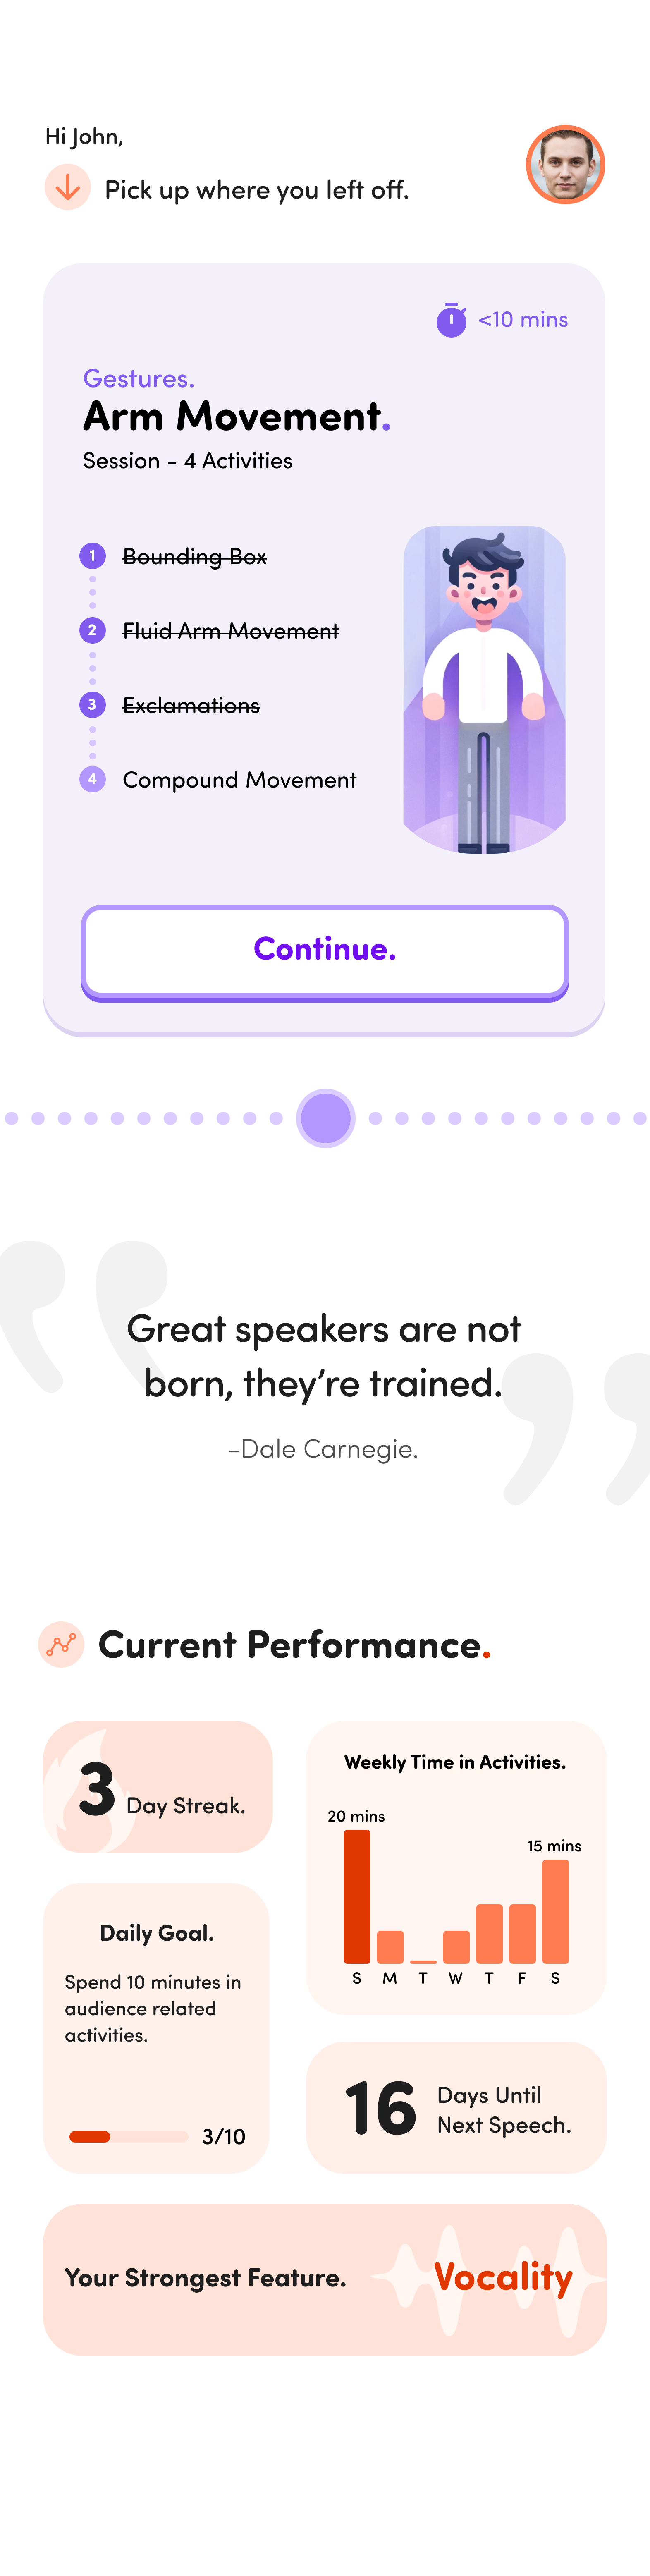 Hi John,
Pick up where you left off.
<10 mins
Gestures.
Arm Movement.
Session - 4 Activities
1 Bounding Box
2 Fluid Arm Movement
3 Exclamations
4 Compound Movement
Continue.
Great speakers are not
born, they’re trained.
-Dale Carnegie.
Current Performance.
3 Day Streak.
Weekly Time in Activities.
20 mins
15 mins
S M T W T F S
Daily Goal.
Spend 10 minutes in
audience related
activities.
3/10
16 Days Until
Next Speech.
Your Strongest Feature. Vocality